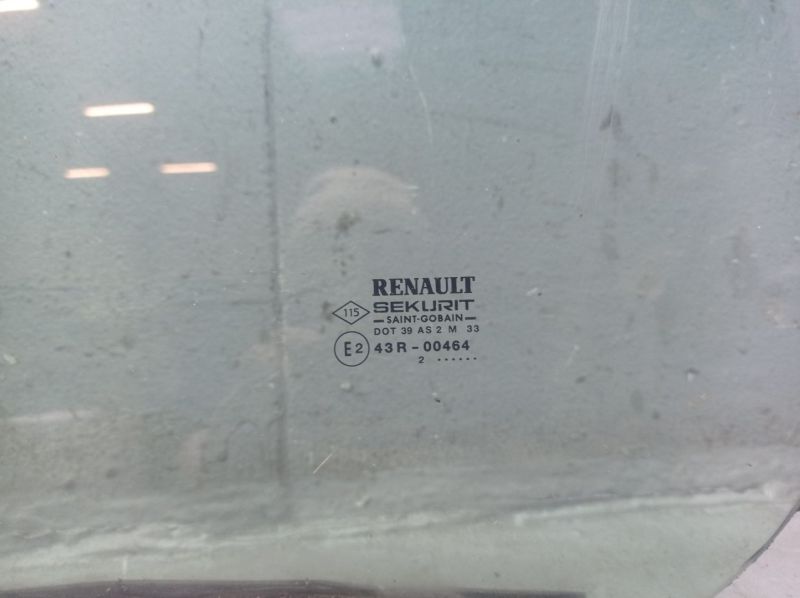 RENAULT
115 SEKURIT
SAINT-GOBAIN
DOT 39 AS 2 M 33
E2 43R-00464
2 ......